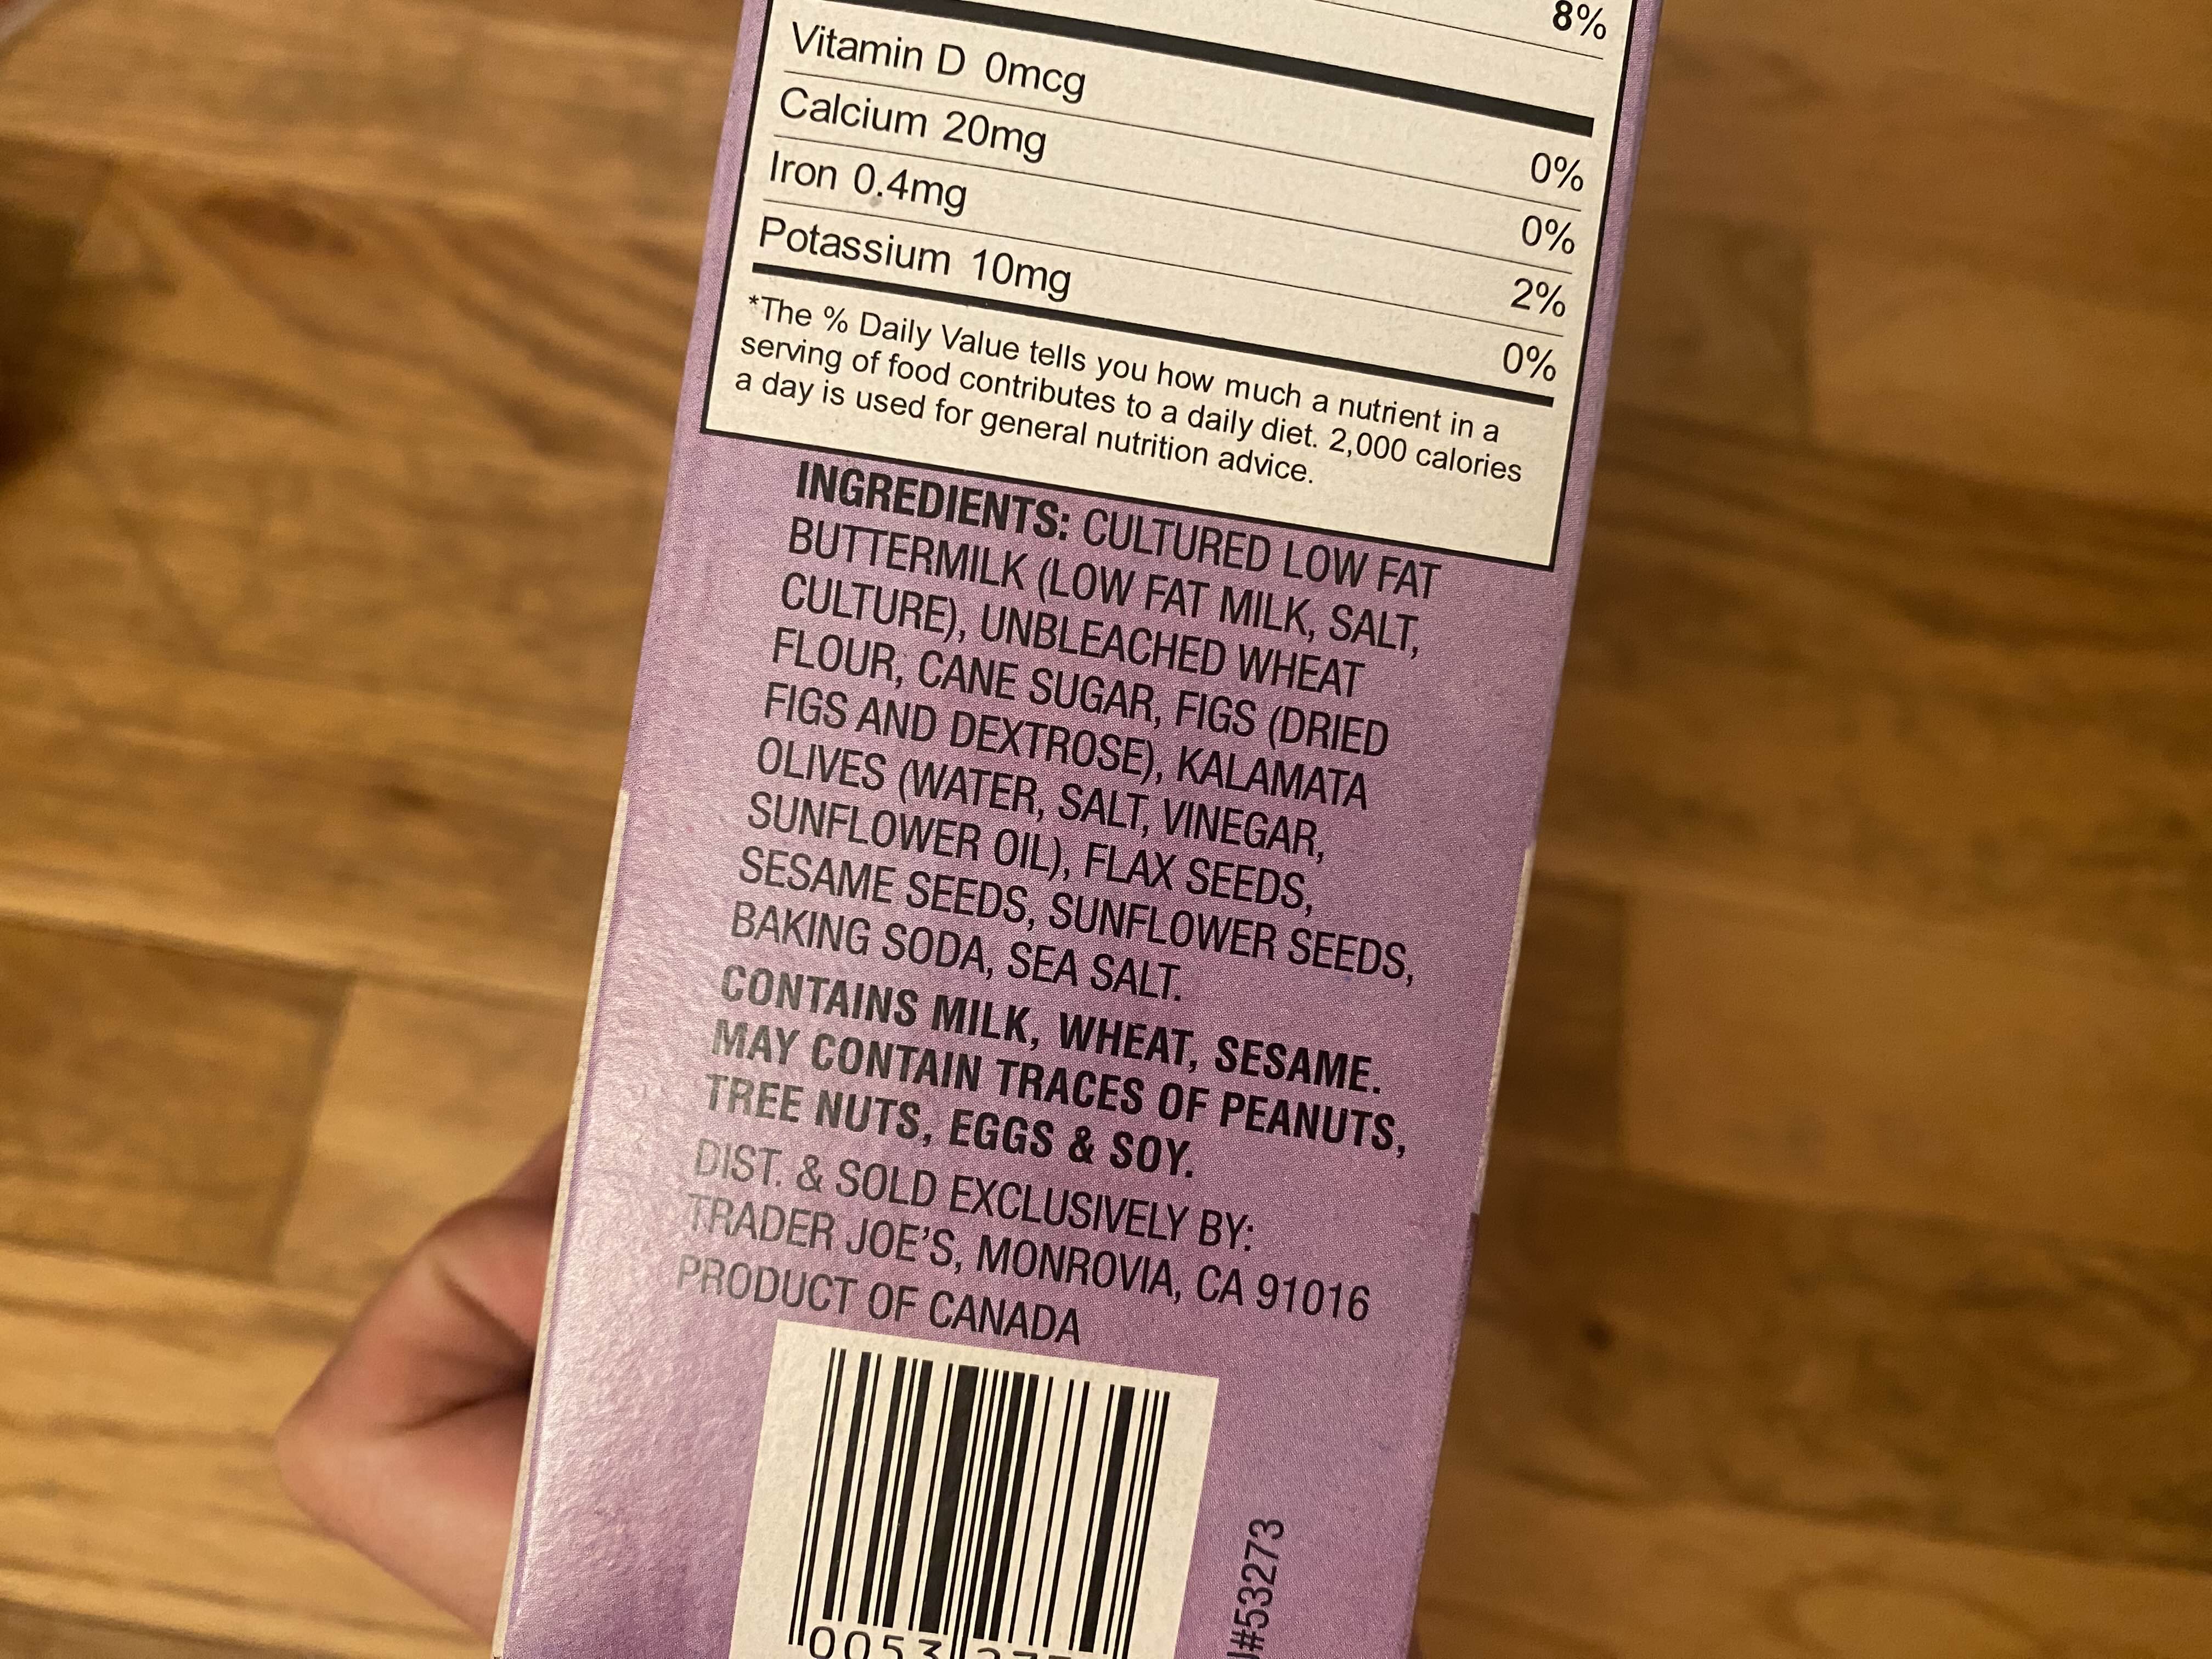 8%
Vitamin D 0mcg 0%
Calcium 20mg 0%
Iron 0.4mg 2%
Potassium 10mg 0%
*The % Daily Value tells you how much a nutrient in a
serving of food contributes to a daily diet. 2,000 calories
a day is used for general nutrition advice.
INGREDIENTS: CULTURED LOW FAT
BUTTERMILK (LOW FAT MILK, SALT,
CULTURE), UNBLEACHED WHEAT
FLOUR, CANE SUGAR, FIGS (DRIED
FIGS AND DEXTROSE), KALAMATA
OLIVES (WATER, SALT, VINEGAR,
SUNFLOWER OIL), FLAX SEEDS,
SESAME SEEDS, SUNFLOWER SEEDS,
BAKING SODA, SEA SALT.
CONTAINS MILK, WHEAT, SESAME.
MAY CONTAIN TRACES OF PEANUTS,
TREE NUTS, EGGS & SOY.
DIST. & SOLD EXCLUSIVELY BY:
TRADER JOE'S, MONROVIA, CA 91016
PRODUCT OF CANADA
0053
#53273